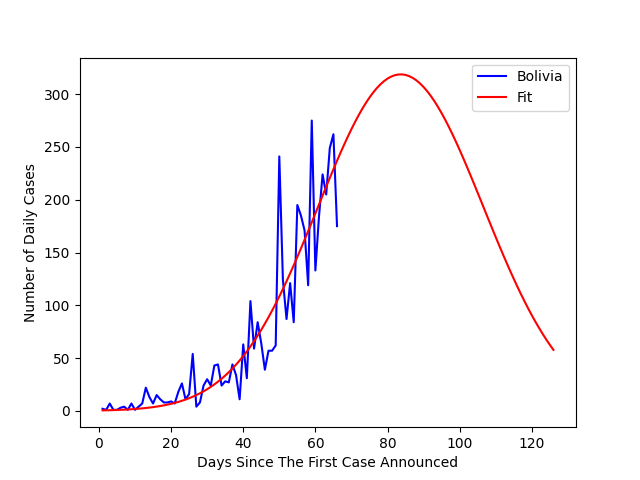 Bolivia
Fit
300
250
200
150
100
50
0
Number of Daily Cases
0 20 40 60 80 100 120
Days Since The First Case Announced